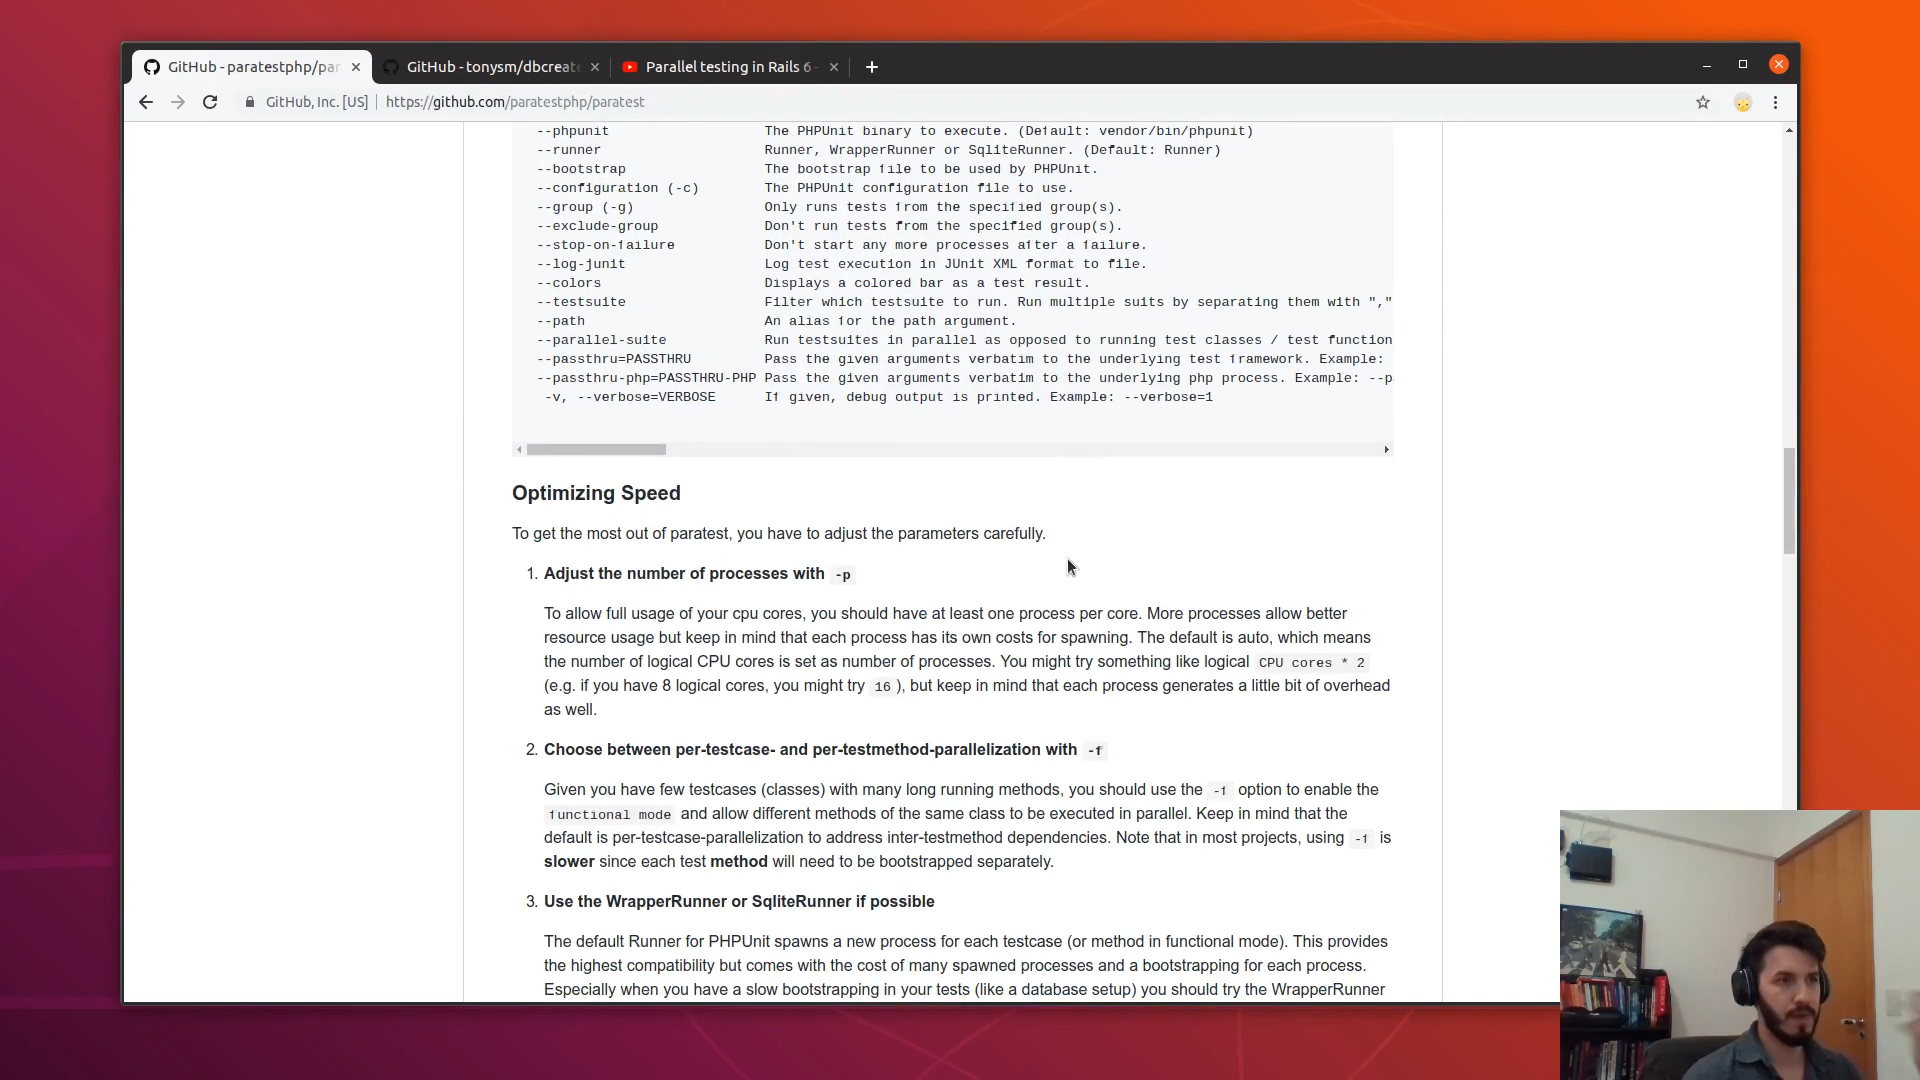 GitHub - paratestphp/par
GitHub - tonysm/dbcreate
Parallel testing in Rails 6 -
GitHub, Inc. [US]
https://github.com/paratestphp/paratest
--phpunit The PHPUnit binary to execute. (Default: vendor/bin/phpunit)
--runner Runner, WrapperRunner or SqliteRunner. (Default: Runner)
--bootstrap The bootstrap file to be used by PHPUnit.
--configuration (-c) The PHPUnit configuration file to use.
--group (-g) Only runs tests from the specified group(s).
--exclude-group Don't run tests from the specified group(s).
--stop-on-failure Don't start any more processes after a failure.
--log-junit Log test execution in JUnit XML format to file.
--colors Displays a colored bar as a test result.
--testsuite Filter which testsuite to run. Run multiple suits by separating them with ","
--path An alias for the path argument.
--parallel-suite Run testsuites in parallel as opposed to running test classes / test function
--passthru=PASSTHRU Pass the given arguments verbatim to the underlying test framework. Example:
--passthru-php=PASSTHRU-PHP Pass the given arguments verbatim to the underlying php process. Example: --p
-v, --verbose=VERBOSE If given, debug output is printed. Example: --verbose=1
Optimizing Speed
To get the most out of paratest, you have to adjust the parameters carefully.
1. Adjust the number of processes with -p
To allow full usage of your cpu cores, you should have at least one process per core. More processes allow better
resource usage but keep in mind that each process has its own costs for spawning. The default is auto, which means
the number of logical CPU cores is set as number of processes. You might try something like logical CPU cores * 2
(e.g. if you have 8 logical cores, you might try 16 ), but keep in mind that each process generates a little bit of overhead
as well.
2. Choose between per-testcase- and per-testmethod-parallelization with -f
Given you have few testcases (classes) with many long running methods, you should use the -f option to enable the
functional mode and allow different methods of the same class to be executed in parallel. Keep in mind that the
default is per-testcase-parallelization to address inter-testmethod dependencies. Note that in most projects, using -f is
slower since each test method will need to be bootstrapped separately.
3. Use the WrapperRunner or SqliteRunner if possible
The default Runner for PHPUnit spawns a new process for each testcase (or method in functional mode). This provides
the highest compatibility but comes with the cost of many spawned processes and a bootstrapping for each process.
Especially when you have a slow bootstrapping in your tests (like a database setup) you should try the WrapperRunner